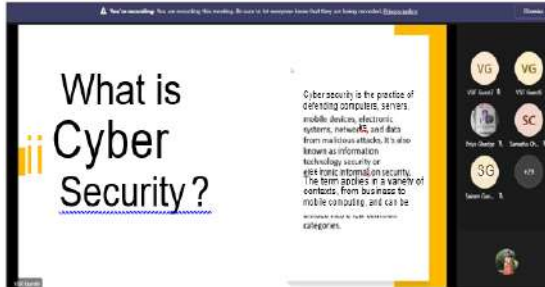 You're recording You are recording this meeting. Be sure to let everyone know that they are being recorded. Privacy policy
Dismiss
What is
Cyber
Security?
Cyber security is the practice of
defending computers, servers,
mobile devices, electronic
systems, networks, and data
from malicious attacks. It's also
known as information
technology security or
electronic information security.
The term applies in a variety of
contexts, from business to
mobile computing, and can be
categories.
VG
VG
SC
SG